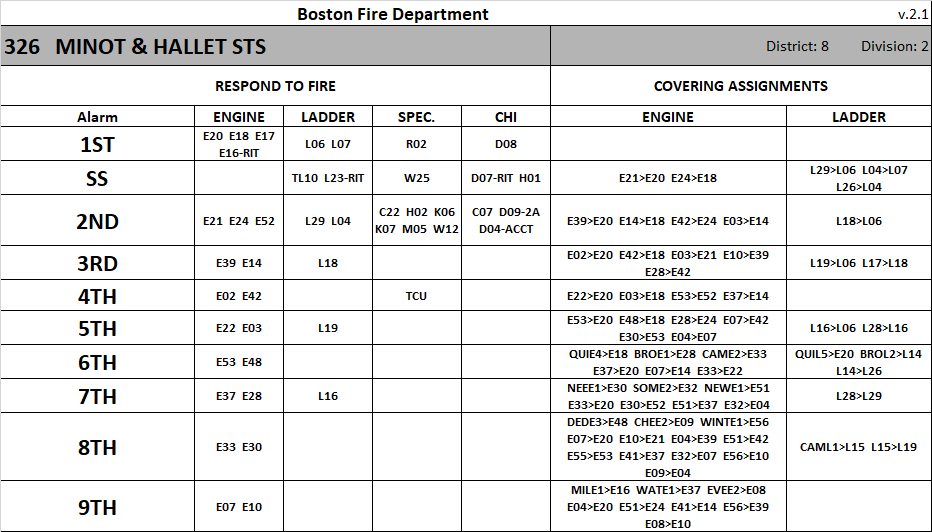 Boston Fire Department v.2.1
326 MINOT & HALLET STS District: 8 Division: 2
RESPOND TO FIRE COVERING ASSIGNMENTS
Alarm ENGINE LADDER SPEC. CHI ENGINE LADDER
1ST
E20 E18 E17
E16-RIT
L06 L07
R02
D08
SS
TL10 L23-RIT
W25
D07-RIT H01
E21>E20 E24>E18
L29>L06 L04>L07
L26>L04
2ND
E21 E24 E52
L29 L04
C22 H02 K06
K07 M05 W12
C07 D09-2A
D04-ACCT
E39>E20 E14>E18 E42>E24 E03>E14
L18>L06
3RD
E39 E14
L18
E02>E20 E42>E18 E03>E21 E10>E39
E28>E42
L19>L06 L17>L18
4TH
E02 E42
TCU
E22>E20 E03>E18 E53>E52 E37>E14
5TH
E22 E03
L19
E53>E20 E48>E18 E28>E24 E07>E42
E30>E53 E04>E07
L16>L06 L28>L16
6TH
E53 E48
QUIE4>E18 BROE1>E28 CAME2>E33
E37>E20 E07>E14 E33>E22
QUIL5>E20 BROL2>L14
L14>L26
7TH
E37 E28
L16
NEEE1>E30 SOME2>E32 NEWE1>E51
E33>E20 E30>E52 E51>E37 E32>E04
L28>L29
8TH
E33 E30
DEDE3>E48 CHEE2>E09 WINTE1>E56
E07>E20 E10>E21 E04>E39 E51>E42
E55>E53 E41>E37 E32>E07 E56>E10
E09>E04
CAML1>L15 L15>L19
9TH
E07 E10
MILE1>E16 WATE1>E37 EVEE2>E08
E04>E20 E51>E24 E41>E14 E56>E39
E08>E10